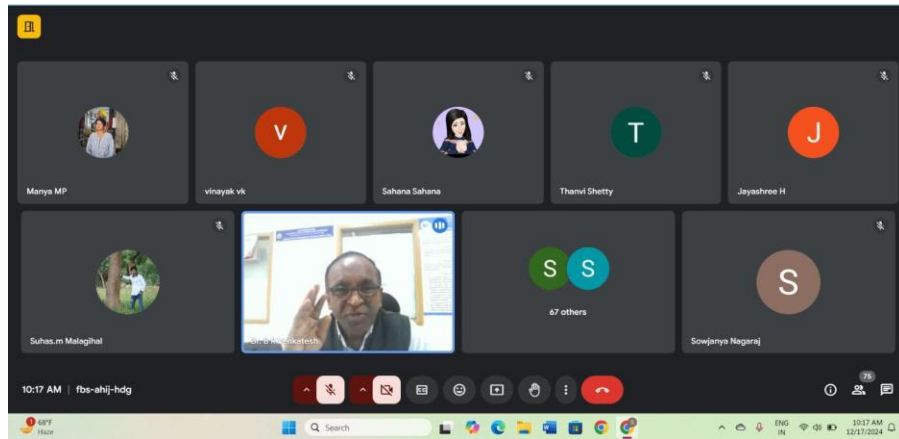 Manya MP
V
vinayak vk
Sahana Sahana
T
Thanvi Shetty
J
Jayashree H
Suhas.m Malagihal
S S
67 others
S
Sowjanya Nagaraj
10:17 AM | fbs-ahij-hdg
75
1
68°F
Haze
Search
ENG
IN
10:17 AM
12/17/2024